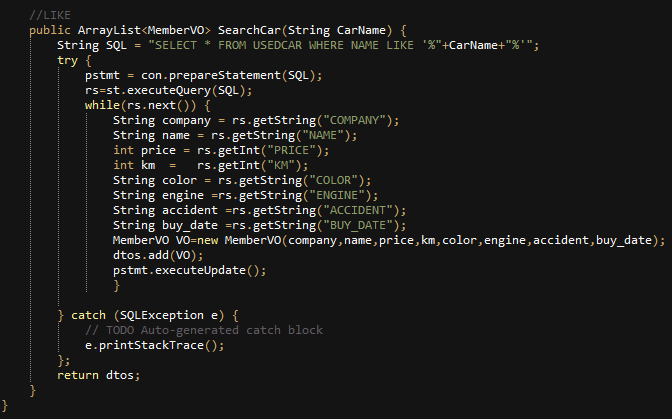 //LIKE
public ArrayList<MemberVO> SearchCar(String CarName) {
String SQL = "SELECT * FROM USEDCAR WHERE NAME LIKE '%"+CarName+"%'";
try {
pstmt = con.prepareStatement(SQL);
rs=st.executeQuery(SQL);
while(rs.next()) {
String company = rs.getString("COMPANY");
String name = rs.getString("NAME");
int price = rs.getInt("PRICE");
int km  =   rs.getInt("KM");
String color = rs.getString("COLOR");
String engine =rs.getString("ENGINE");
String accident =rs.getString("ACCIDENT");
String buy_date =rs.getString("BUY_DATE");
MemberVO VO=new MemberVO(company,name,price,km,color,engine,accident,buy_date);
dtos.add(VO);
pstmt.executeUpdate();
}
} catch (SQLException e) {
// TODO Auto-generated catch block
e.printStackTrace();
};
return dtos;
}
}